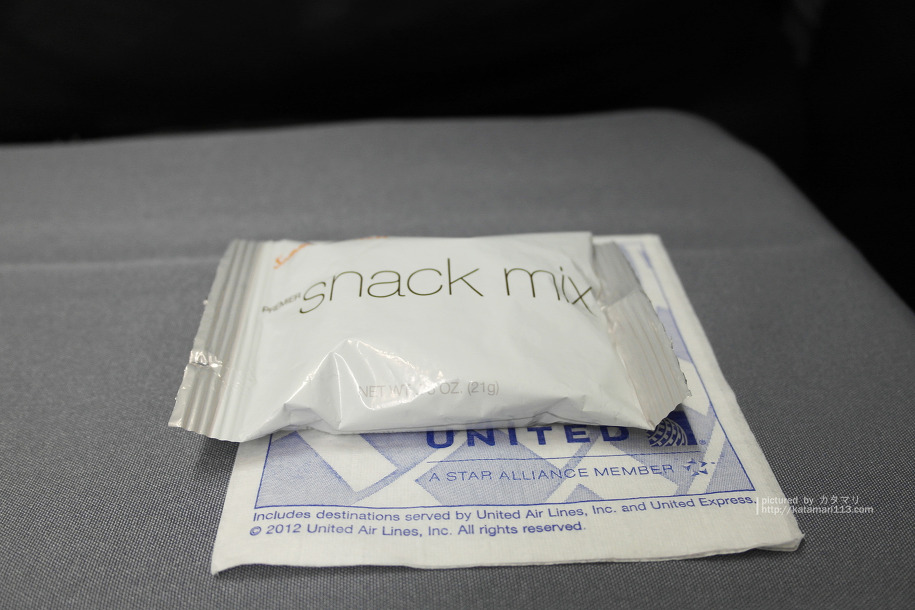 PREMIER snack mix
OZ. (21g)
UNITED
A STAR ALLIANCE MEMBER
Includes destinations served by United Air Lines, Inc. and United Express.
© 2012 United Air Lines, Inc. All rights reserved.
pictured by カタマリ
http://katamari113.com